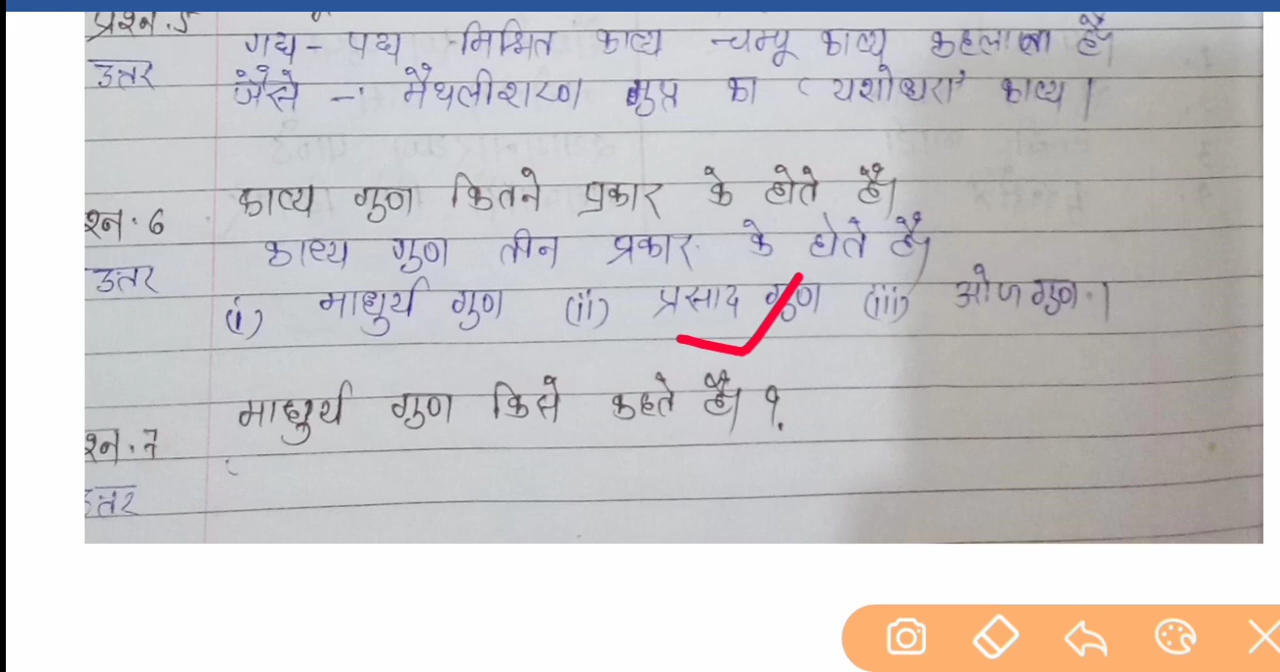 प्रश्न.5
गद्य - पद्य मिश्रित काव्य चम्पू काव्य कहलाता है।
उत्तर
जैसे - मैथलीशरण गुप्त का 'यशोधरा' काव्य।
काव्य गुण कितने प्रकार के होते हैं।
श्न. 6
काव्य गुण तीन प्रकार के होते हैं।
उत्तर
(i) माधुर्य गुण (ii) प्रसाद गुण (iii) ओज गुण।
माधुर्य गुण किसे कहते हैं। ?
श्न. 7
उत्तर